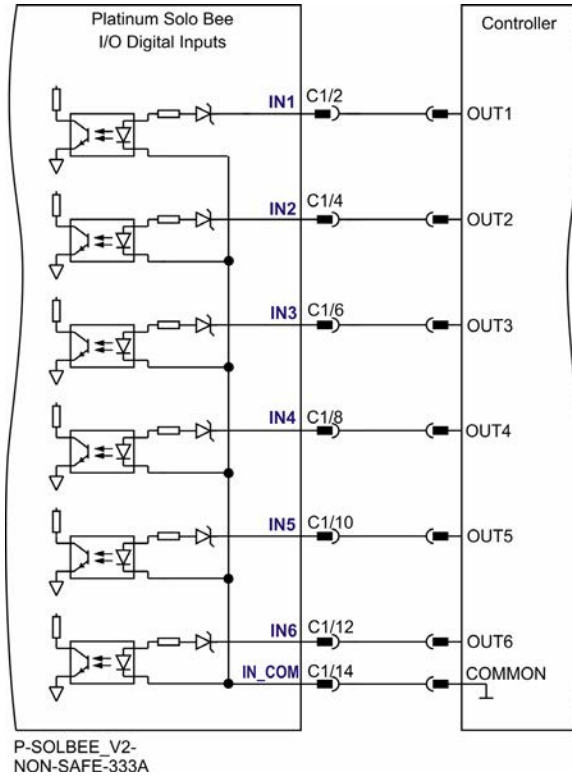 Platinum Solo Bee
I/O Digital Inputs
Controller
IN1 C1/2 OUT1
IN2 C1/4 OUT2
IN3 C1/6 OUT3
IN4 C1/8 OUT4
IN5 C1/10 OUT5
IN6 C1/12 OUT6
IN_COM C1/14 COMMON
P-SOLBEE_V2-
NON-SAFE-333A